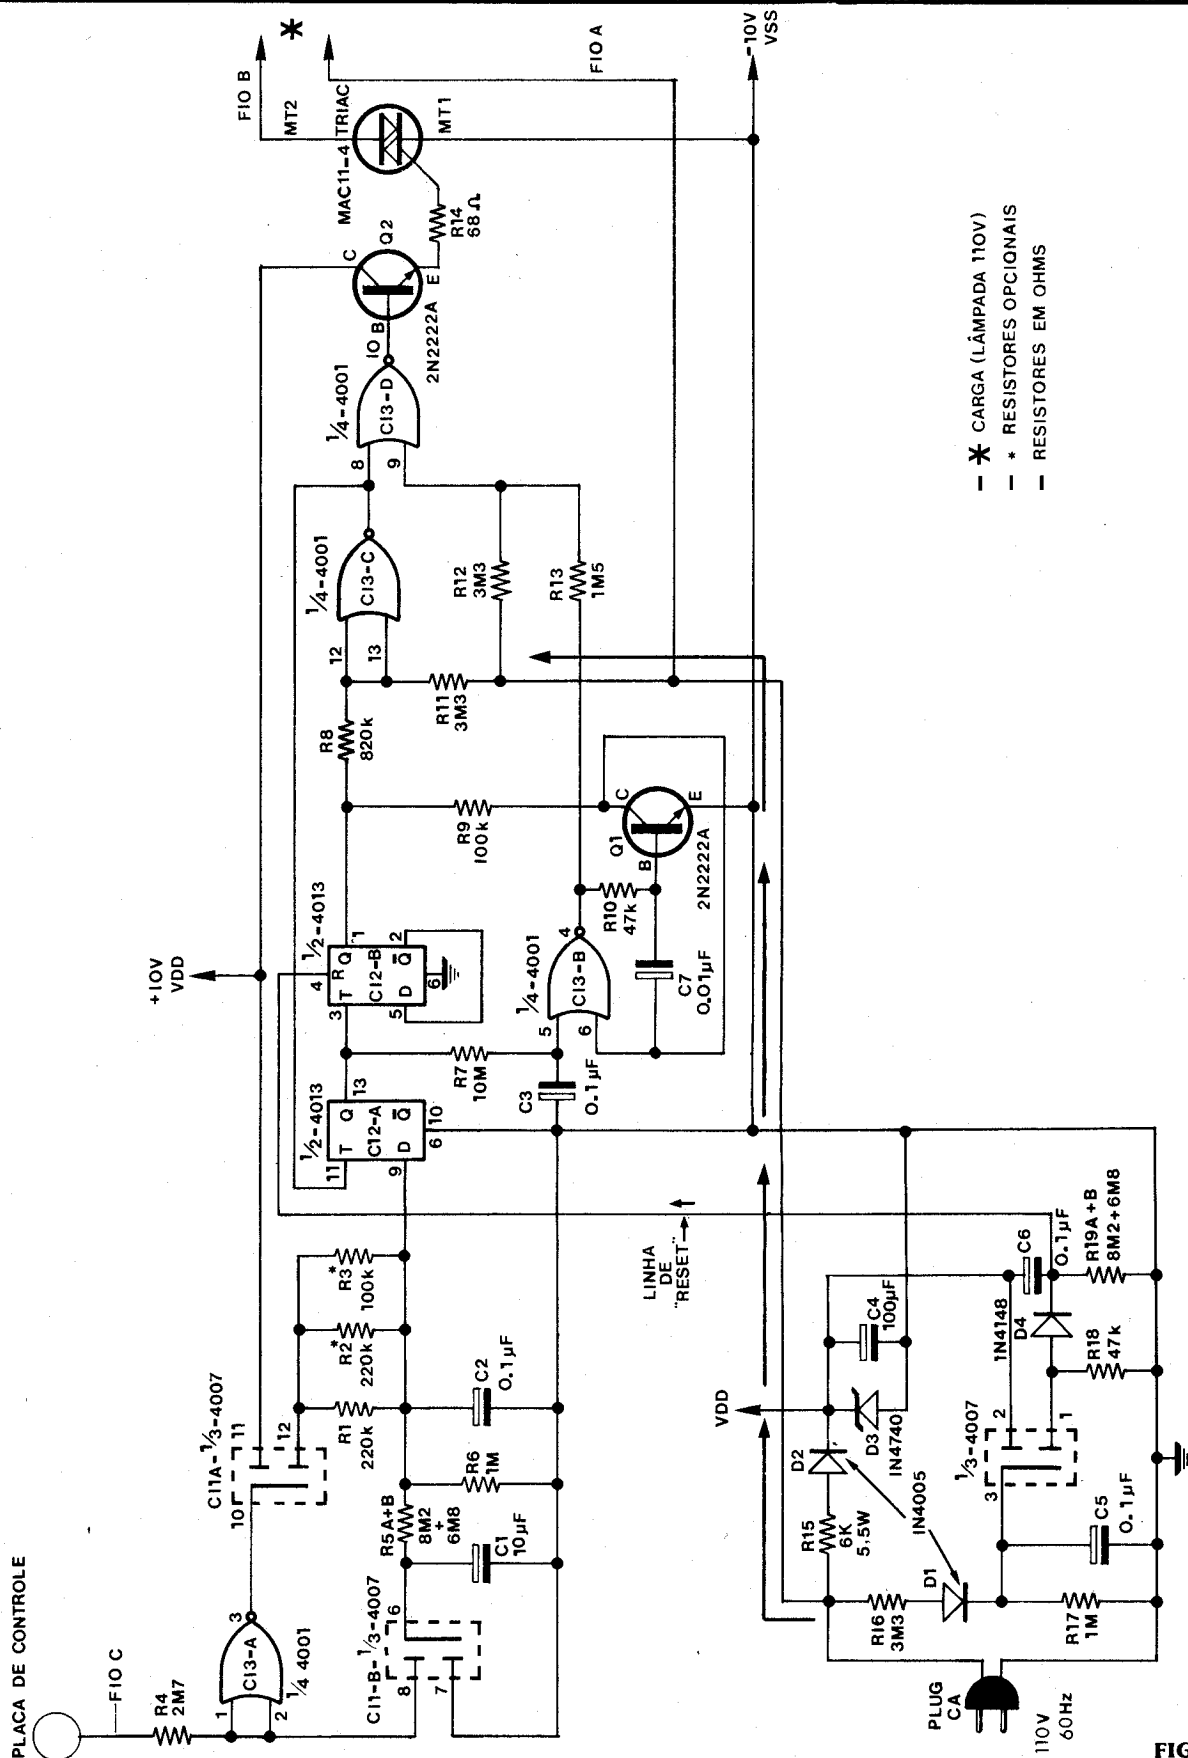 PLACA DE CONTROLE
FIO C
R4
2M7
1
2
CI3-A
3
1/4 4001
CI1A-1/3-4007
10
11
12
CI1-B-1/3-4007
8
7
6
R5A+B
8M2
+
6M8
C1
10µF
R6
1M
C2
0.1µF
R1
220k
*
R2
220k
*
R3
100k
1/2-4013
11
T
Q
13
CI2-A
D
Q
9
6
10
R7
10M
C3
0.1µF
+10V
VDD
1/2-4013
4
3
T
R
Q
1
CI2-B
D
Q
5
6
2
1/4-4001
5
6
CI3-B
4
R10
47k
C7
0.01µF
Q1
B
C
E
2N2222A
R9
100k
R8
820k
R11
3M3
1/4-4001
12
13
CI3-C
R12
3M3
R13
1M5
1/4-4001
8
9
CI3-D
10
B
C
E
Q2
2N2222A
R14
68Ω
MAC11-4 TRIAC
MT2
MT1
FIO B
*
FIO A
-10V
VSS
LINHA
DE
"RESET"
PLUG
CA
110V
60Hz
R15
6K
5,5W
R16
3M3
D1
IN4005
D2
VDD
D3
IN4740
C4
100µF
R17
1M
C5
0.1µF
1/3-4007
3
2
1
1N4148
D4
R18
47k
C6
0.1µF
R19A+B
8M2+6M8
- * CARGA (LÂMPADA 110V)
- * RESISTORES OPCIONAIS
- RESISTORES EM OHMS
FIG